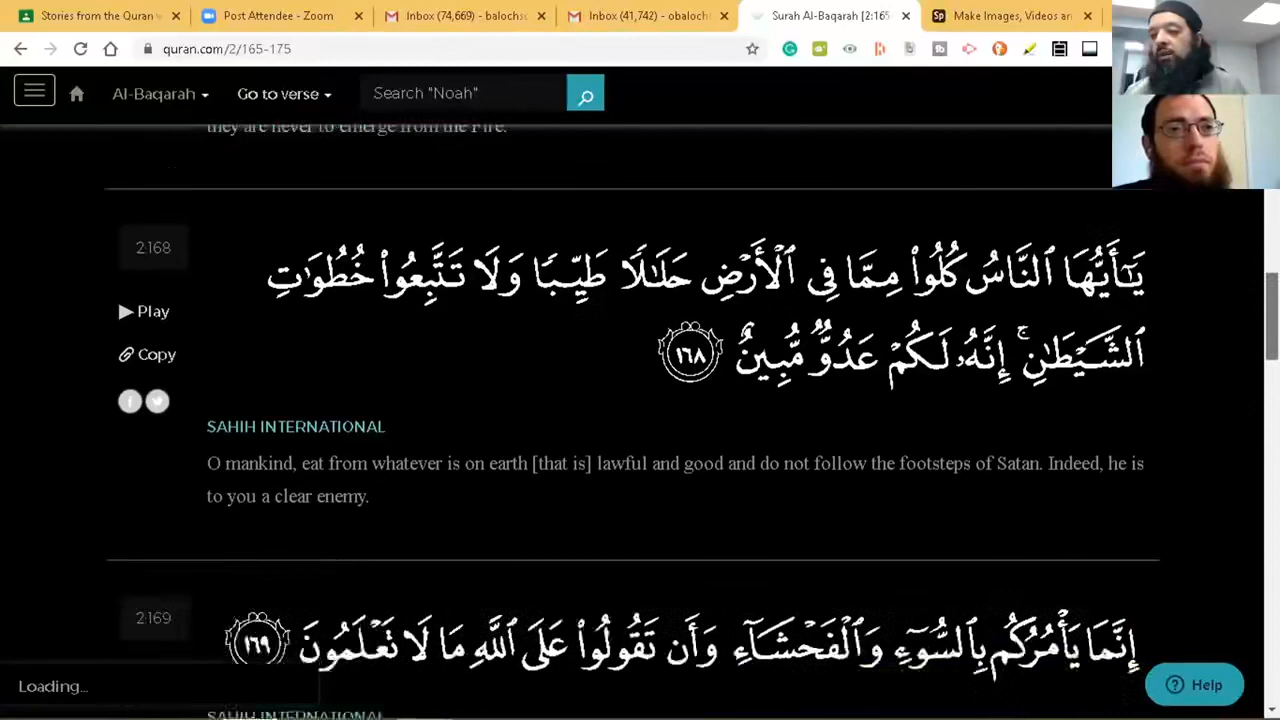 Stories from the Quran
Post Attendee - Zoom
Inbox (74,669) - balochsc
Inbox (41,742) - obaloch
Surah Al-Baqarah [2:165
Make Images, Videos an
quran.com/2/165-175
Al-Baqarah
Go to verse
Search "Noah"
they are never to emerge from the Fire.
2:168
يَـٰٓأَيُّهَا ٱلنَّاسُ كُلُوا۟ مِمَّا فِى ٱلْأَرْضِ حَلَـٰلًا طَيِّبًا وَلَا تَتَّبِعُوا۟ خُطُوَٰتِ
ٱلشَّيْطَـٰنِ ۚ إِنَّهُۥ لَكُمْ عَدُوٌّ مُّبِينٌ ١٦٨
Play
Copy
SAHIH INTERNATIONAL
O mankind, eat from whatever is on earth [that is] lawful and good and do not follow the footsteps of Satan. Indeed, he is
to you a clear enemy.
2:169
إِنَّمَا يَأْمُرُكُم بِٱلسُّوٓءِ وَٱلْفَحْشَآءِ وَأَن تَقُولُوا۟ عَلَى ٱللَّهِ مَا لَا تَعْلَمُونَ ١٦٩
Loading...
Help
SAHIH INTERNATIONAL